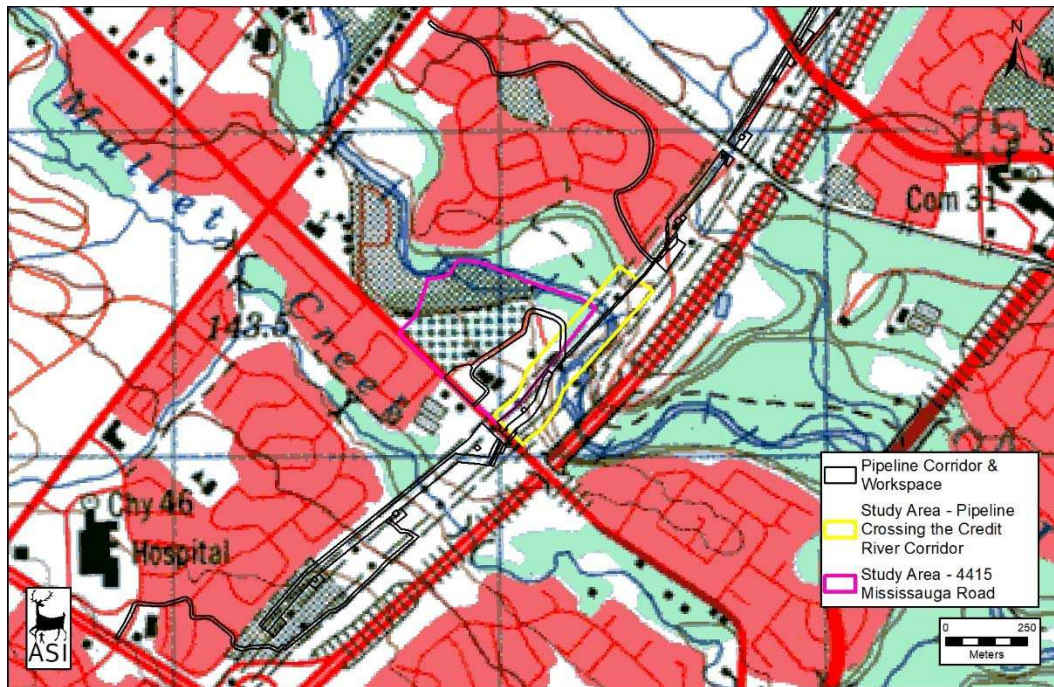 N
Mullet
Creek
143.5
25
Com 31
Chy 46
Hospital
Pipeline Corridor &
Workspace
Study Area - Pipeline
Crossing the Credit
River Corridor
Study Area - 4415
Mississauga Road
0 250
Meters
ASI